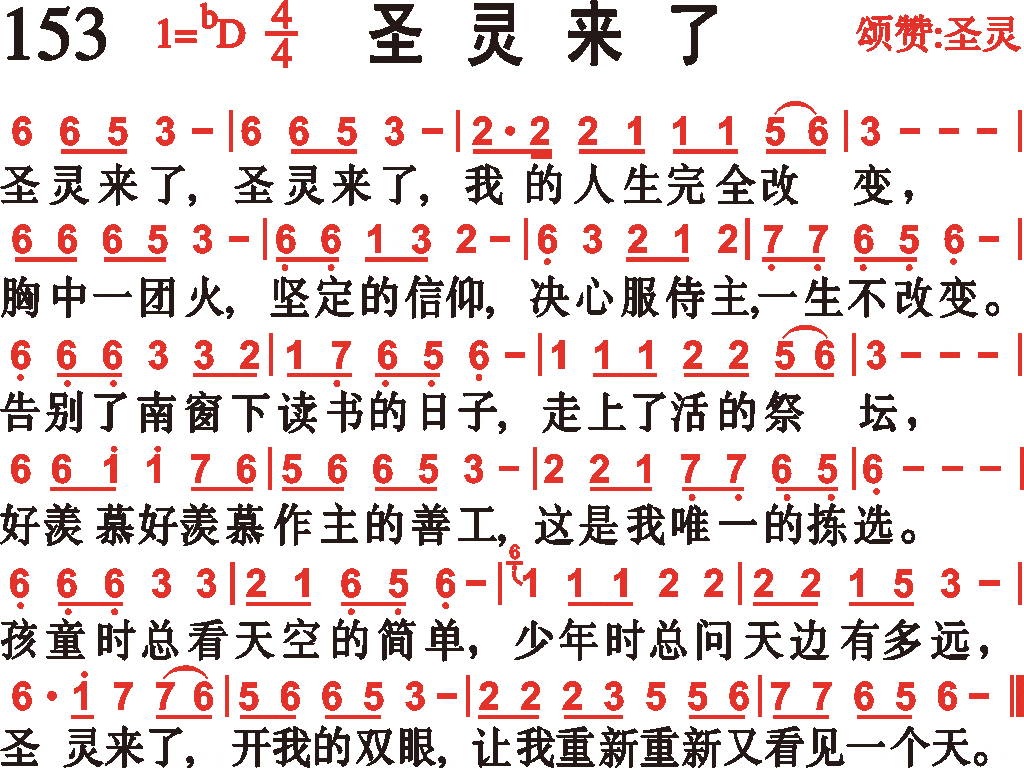 153 1=ᵇD 4/4 圣灵来了 颂赞:圣灵
6 6 5 3 – | 6 6 5 3 – | 2 · 2 2 1 1 1 5 6 | 3 – – – |
圣灵来了, 圣灵来了, 我的人生完全改 变,
6 6 6 5 3 – | 6̣ 6̣ 1 3 2 – | 6̣ 3 2 1 2 | 7̣ 7̣ 6̣ 5̣ 6̣ – |
胸中一团火, 坚定的信仰, 决心服侍主,一生不改变。
6̣ 6̣ 6̣ 3 3 2 | 1 7̣ 6̣ 5̣ 6̣ – | 1 1 1 2 2 5 6 | 3 – – – |
告别了南窗下读书的日子, 走上了活的祭 坛,
6 6 1̇ 1̇ 7 6 | 5 6 6 5 3 – | 2 2 1 7̣ 7̣ 6̣ 5̣ | 6̣ – – – |
好羡慕好羡慕作主的善工, 这是我唯一的拣选。
6̣ 6̣ 6̣ 3 3 | 2 1 6̣ 5̣ 6̣ – | 6 1 1 1 2 2 | 2 2 1 5 3 – |
孩童时总看天空的简单, 少年时总问天边有多远,
6 · 1̇ 7 7 6 | 5 6 6 5 3 – | 2 2 2 3 5 5 6 | 7 7 6 5 6 – ‖
圣 灵来了, 开我的双眼, 让我重新重新又看见一个天。